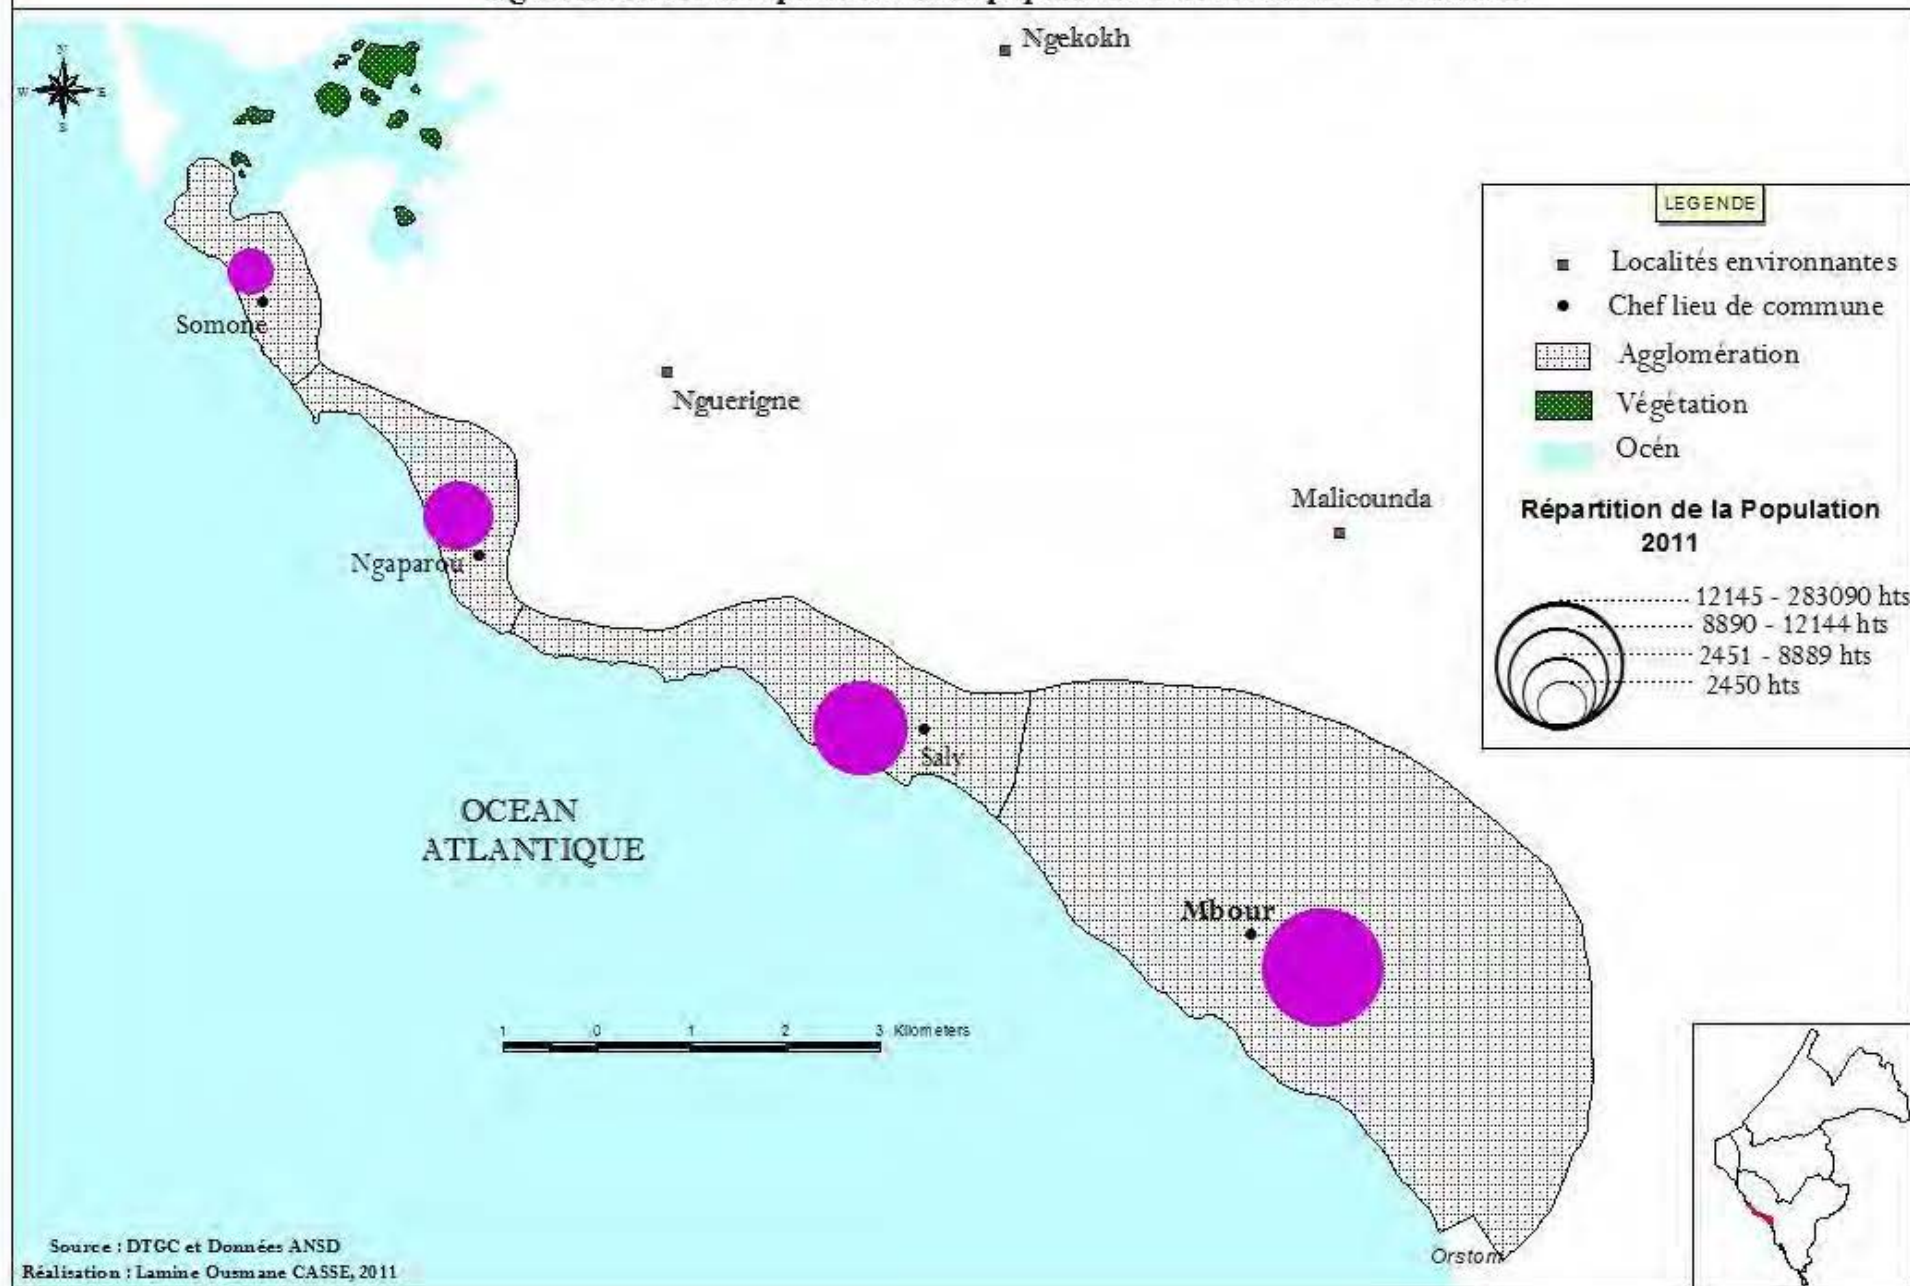 N
W
E
S
Ngekokh
Somone
Nguerigne
Ngaparou
Malicounda
Saly
OCEAN
ATLANTIQUE
Mbour
1 0 1 2 3 Kilometers
Orstom
Source : DTGC et Données ANSD
Réalisation : Lamine Ousmane CASSE, 2011
LEGENDE
Localités environnantes
Chef lieu de commune
Agglomération
Végétation
Océn
Répartition de la Population
2011
12145 - 283090 hts
8890 - 12144 hts
2451 - 8889 hts
2450 hts